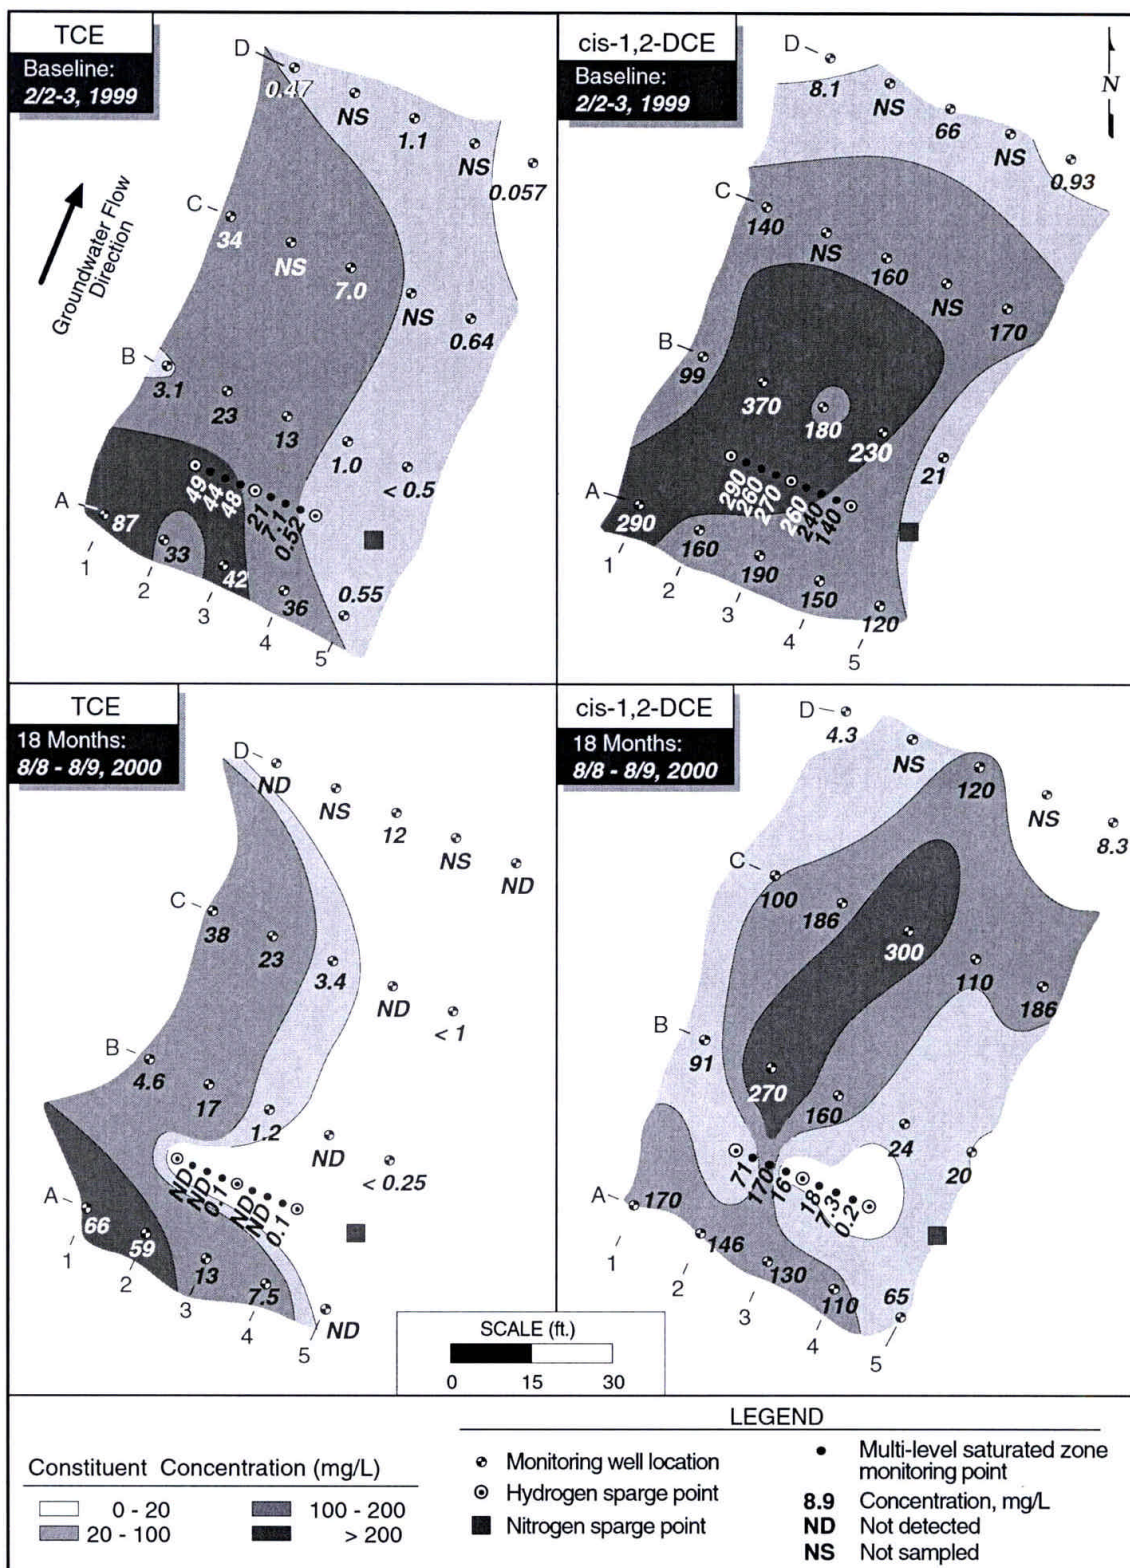 TCE
Baseline:
2/2-3, 1999
Groundwater Flow
Direction
D
0.47
NS
1.1
NS
0.057
C
34
NS
7.0
NS
0.64
B
3.1
23
13
1.0
< 0.5
49
44
48
21
7.1
0.52
A
87
33
42
36
0.55
1
2
3
4
5
cis-1,2-DCE
Baseline:
2/2-3, 1999
N
D
8.1
NS
66
NS
0.93
C
140
NS
160
NS
170
B
99
370
180
230
21
290
260
270
260
240
140
A
290
160
190
150
120
1
2
3
4
5
TCE
18 Months:
8/8 - 8/9, 2000
D
ND
NS
12
NS
ND
C
38
23
3.4
ND
< 1
B
4.6
17
1.2
ND
< 0.25
ND
ND
0.1
ND
ND
ND
0.1
A
66
59
13
7.5
ND
1
2
3
4
5
cis-1,2-DCE
18 Months:
8/8 - 8/9, 2000
D
4.3
NS
120
NS
8.3
C
100
186
300
110
186
B
91
270
160
24
20
71
170
16
18
7.3
0.2
A
170
146
130
110
65
1
2
3
4
5
SCALE (ft.)
0 15 30
LEGEND
Constituent Concentration (mg/L)
0 - 20
20 - 100
100 - 200
> 200
Monitoring well location
Hydrogen sparge point
Nitrogen sparge point
Multi-level saturated zone
monitoring point
8.9 Concentration, mg/L
ND Not detected
NS Not sampled